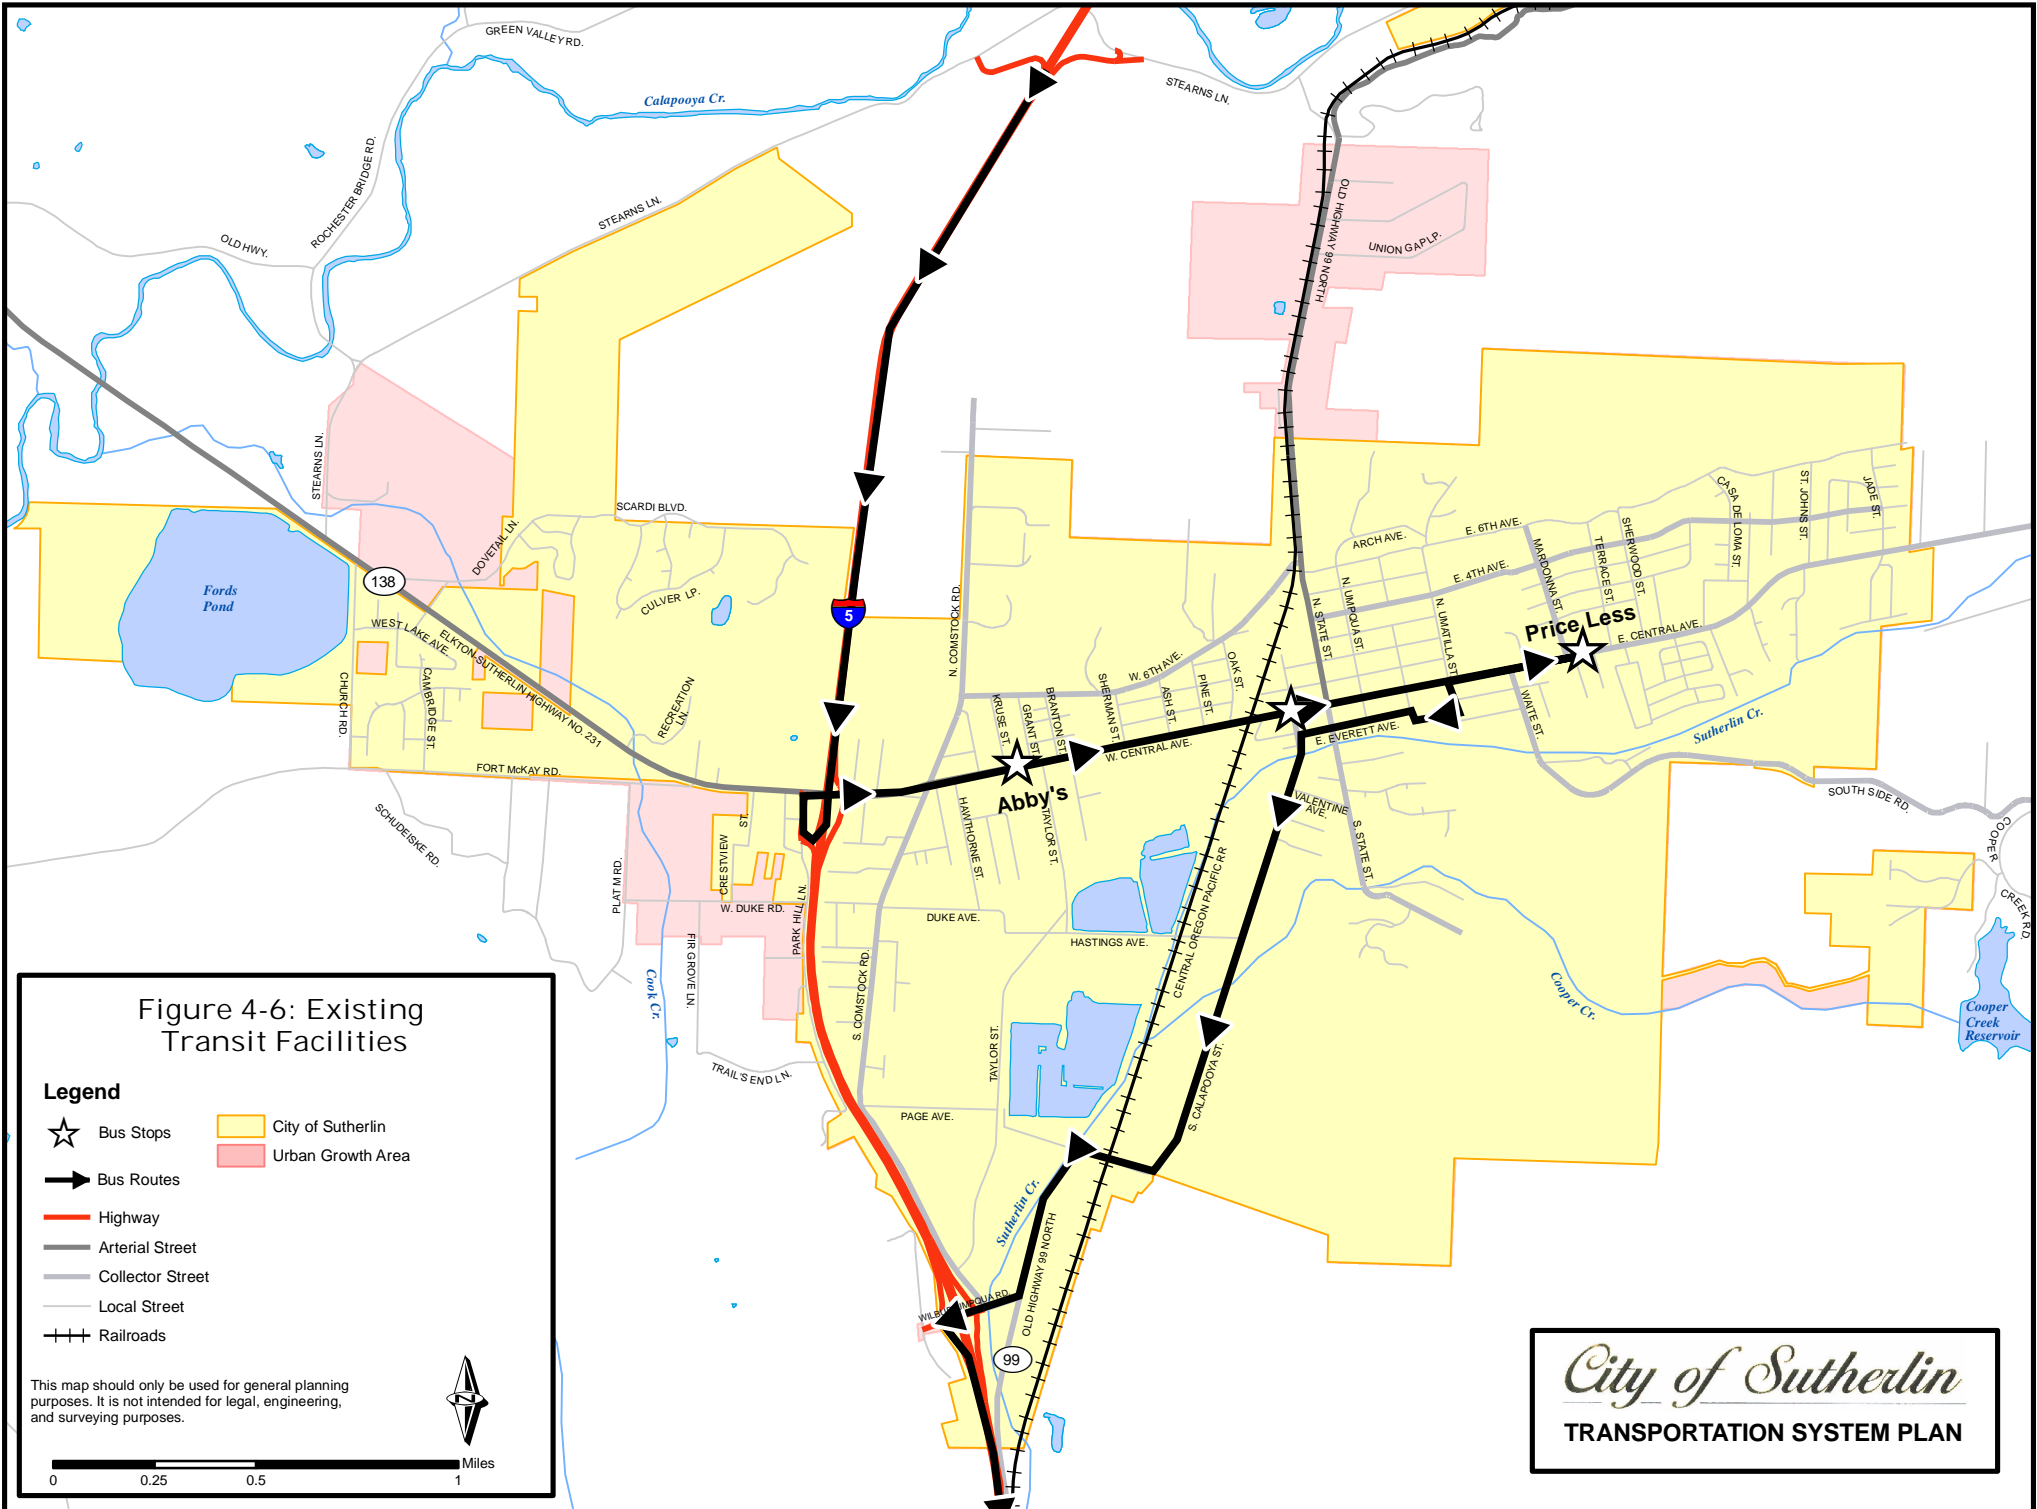 GREEN VALLEY RD.
Calapooya Cr.
STEARNS LN.
ROCHESTER BRIDGE RD.
OLD HWY.
STEARNS LN.
OLD HIGHWAY 99 NORTH
UNION GAP LP.
STEARNS LN.
SCARDI BLVD.
DOVETAIL LN.
138
Fords
Pond
CULVER LP.
WEST LAKE AVE.
ELKTON-SUTHERLIN HIGHWAY NO. 231
CHURCH RD.
CAMBRIDGE ST.
RECREATION
LN.
FORT McKAY RD.
SCHUDEISKE RD.
5
N. COMSTOCK RD.
W. 6TH AVE.
KRUSE ST.
GRANT ST.
BRANTON ST.
SHERMAN ST.
ASH ST.
PINE ST.
OAK ST.
W. CENTRAL AVE.
Abby's
HAWTHORNE ST.
TAYLOR ST.
ARCH AVE.
E. 6TH AVE.
E. 4TH AVE.
N. STATE ST.
N. UMPQUA ST.
N. UMATILLA ST.
MARDONNA ST.
TERRACE ST.
SHERWOOD ST.
CASA DE LOMA ST.
ST. JOHNS ST.
JADE ST.
Price Less
E. CENTRAL AVE.
E. EVERETT AVE.
WAITE ST.
Sutherlin Cr.
SOUTH SIDE RD.
COOPER
CREEK RD.
VALENTINE
AVE.
S. STATE ST.
PLAT M RD.
CRESTVIEW
ST.
W. DUKE RD.
PARK HILL LN.
FIR GROVE LN.
Cook Cr.
TRAIL'S END LN.
S. COMSTOCK RD.
DUKE AVE.
HASTINGS AVE.
CENTRAL OREGON PACIFIC RR
TAYLOR ST.
PAGE AVE.
S. CALAPOOYA ST.
Cooper Cr.
Cooper
Creek
Reservoir
Sutherlin Cr.
OLD HIGHWAY 99 NORTH
99
Figure 4-6: Existing
Transit Facilities
Legend
Bus Stops
City of Sutherlin
Urban Growth Area
Bus Routes
Highway
Arterial Street
Collector Street
Local Street
Railroads
This map should only be used for general planning
purposes. It is not intended for legal, engineering,
and surveying purposes.
N
Miles
0 0.25 0.5 1
City of Sutherlin
TRANSPORTATION SYSTEM PLAN